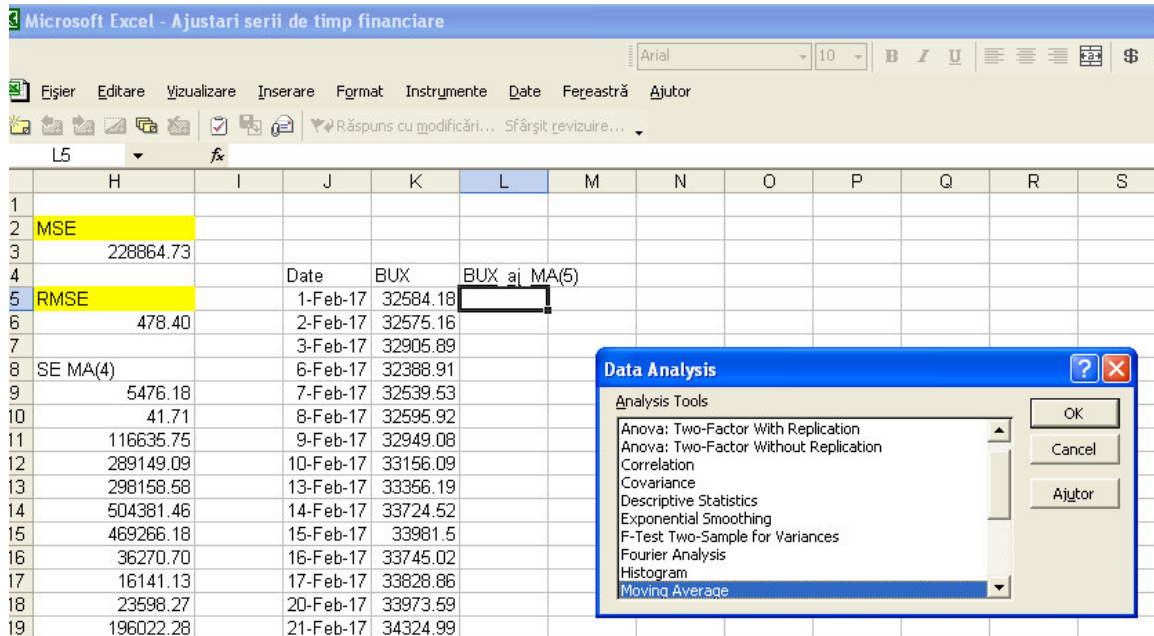 Microsoft Excel - Ajustari serii de timp financiare
Arial 10 B I U $
Fişier Editare Vizualizare Inserare Format Instrumente Date Fereastră Ajutor
Răspuns cu modificări... Sfârşit revizuire...
L5 fx
H I J K L M N O P Q R S
1
2 MSE
3 228864.73
4 Date BUX BUX_aj_MA(5)
5 RMSE 1-Feb-17 32584.18
6 478.40 2-Feb-17 32575.16
7 3-Feb-17 32905.89
8 SE MA(4) 6-Feb-17 32388.91
9 5476.18 7-Feb-17 32539.53
10 41.71 8-Feb-17 32595.92
11 116635.75 9-Feb-17 32949.08
12 289149.09 10-Feb-17 33156.09
13 298158.58 13-Feb-17 33356.19
14 504381.46 14-Feb-17 33724.52
15 469266.18 15-Feb-17 33981.5
16 36270.70 16-Feb-17 33745.02
17 16141.13 17-Feb-17 33828.86
18 23598.27 20-Feb-17 33973.59
19 196022.28 21-Feb-17 34324.99
Data Analysis
Analysis Tools
Anova: Two-Factor With Replication
Anova: Two-Factor Without Replication
Correlation
Covariance
Descriptive Statistics
Exponential Smoothing
F-Test Two-Sample for Variances
Fourier Analysis
Histogram
Moving Average
OK
Cancel
Ajutor